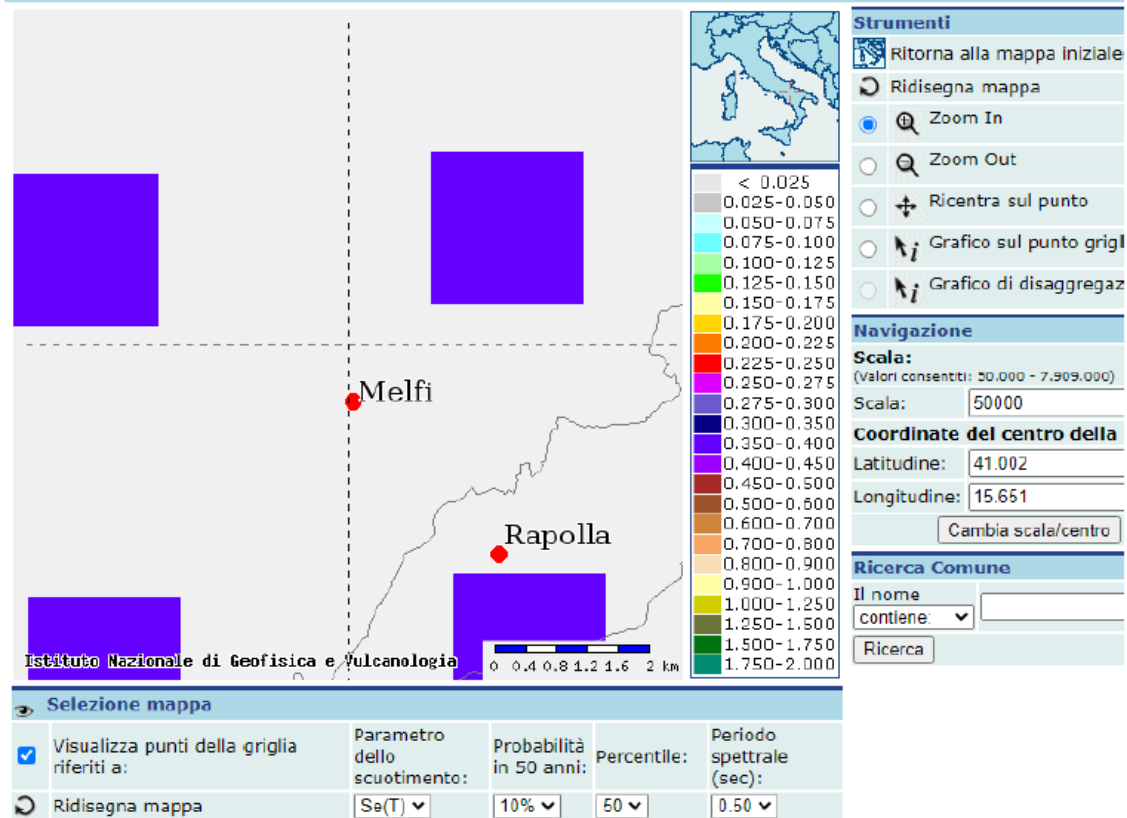 Melfi
Rapolla
Istituto Nazionale di Geofisica e Vulcanologia
0 0.4 0.8 1.2 1.6 2 km
< 0.025
0.025-0.050
0.050-0.075
0.075-0.100
0.100-0.125
0.125-0.150
0.150-0.175
0.175-0.200
0.200-0.225
0.225-0.250
0.250-0.275
0.275-0.300
0.300-0.350
0.350-0.400
0.400-0.450
0.450-0.500
0.500-0.600
0.600-0.700
0.700-0.800
0.800-0.900
0.900-1.000
1.000-1.250
1.250-1.500
1.500-1.750
1.750-2.000
Strumenti
Ritorna alla mappa iniziale
Ridisegna mappa
Zoom In
Zoom Out
Ricentra sul punto
Grafico sul punto grigl
Grafico di disaggregaz
Navigazione
Scala:
(Valori consentiti: 50.000 - 7.909.000)
Scala: 50000
Coordinate del centro della
Latitudine: 41.002
Longitudine: 15.651
Cambia scala/centro
Ricerca Comune
Il nome
contiene:
Ricerca
Selezione mappa
Visualizza punti della griglia
riferiti a:
Parametro
dello
scuotimento:
Probabilità
in 50 anni:
Percentile:
Periodo
spettrale
(sec):
Ridisegna mappa
Se(T)
10%
50
0.50